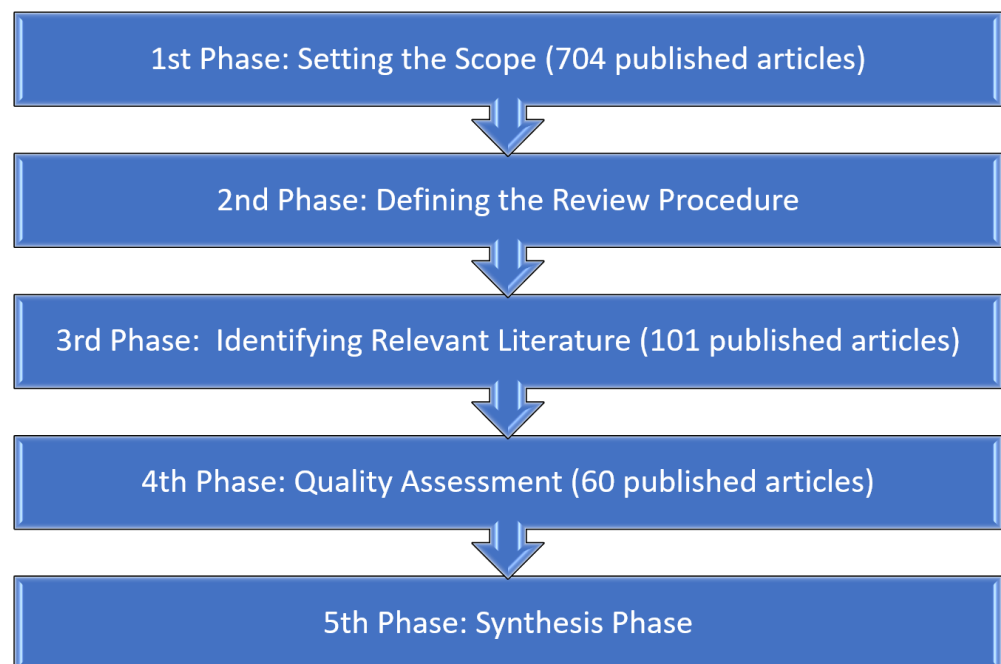 1st Phase: Setting the Scope (704 published articles)
2nd Phase: Defining the Review Procedure
3rd Phase:  Identifying Relevant Literature (101 published articles)
4th Phase: Quality Assessment (60 published articles)
5th Phase: Synthesis Phase